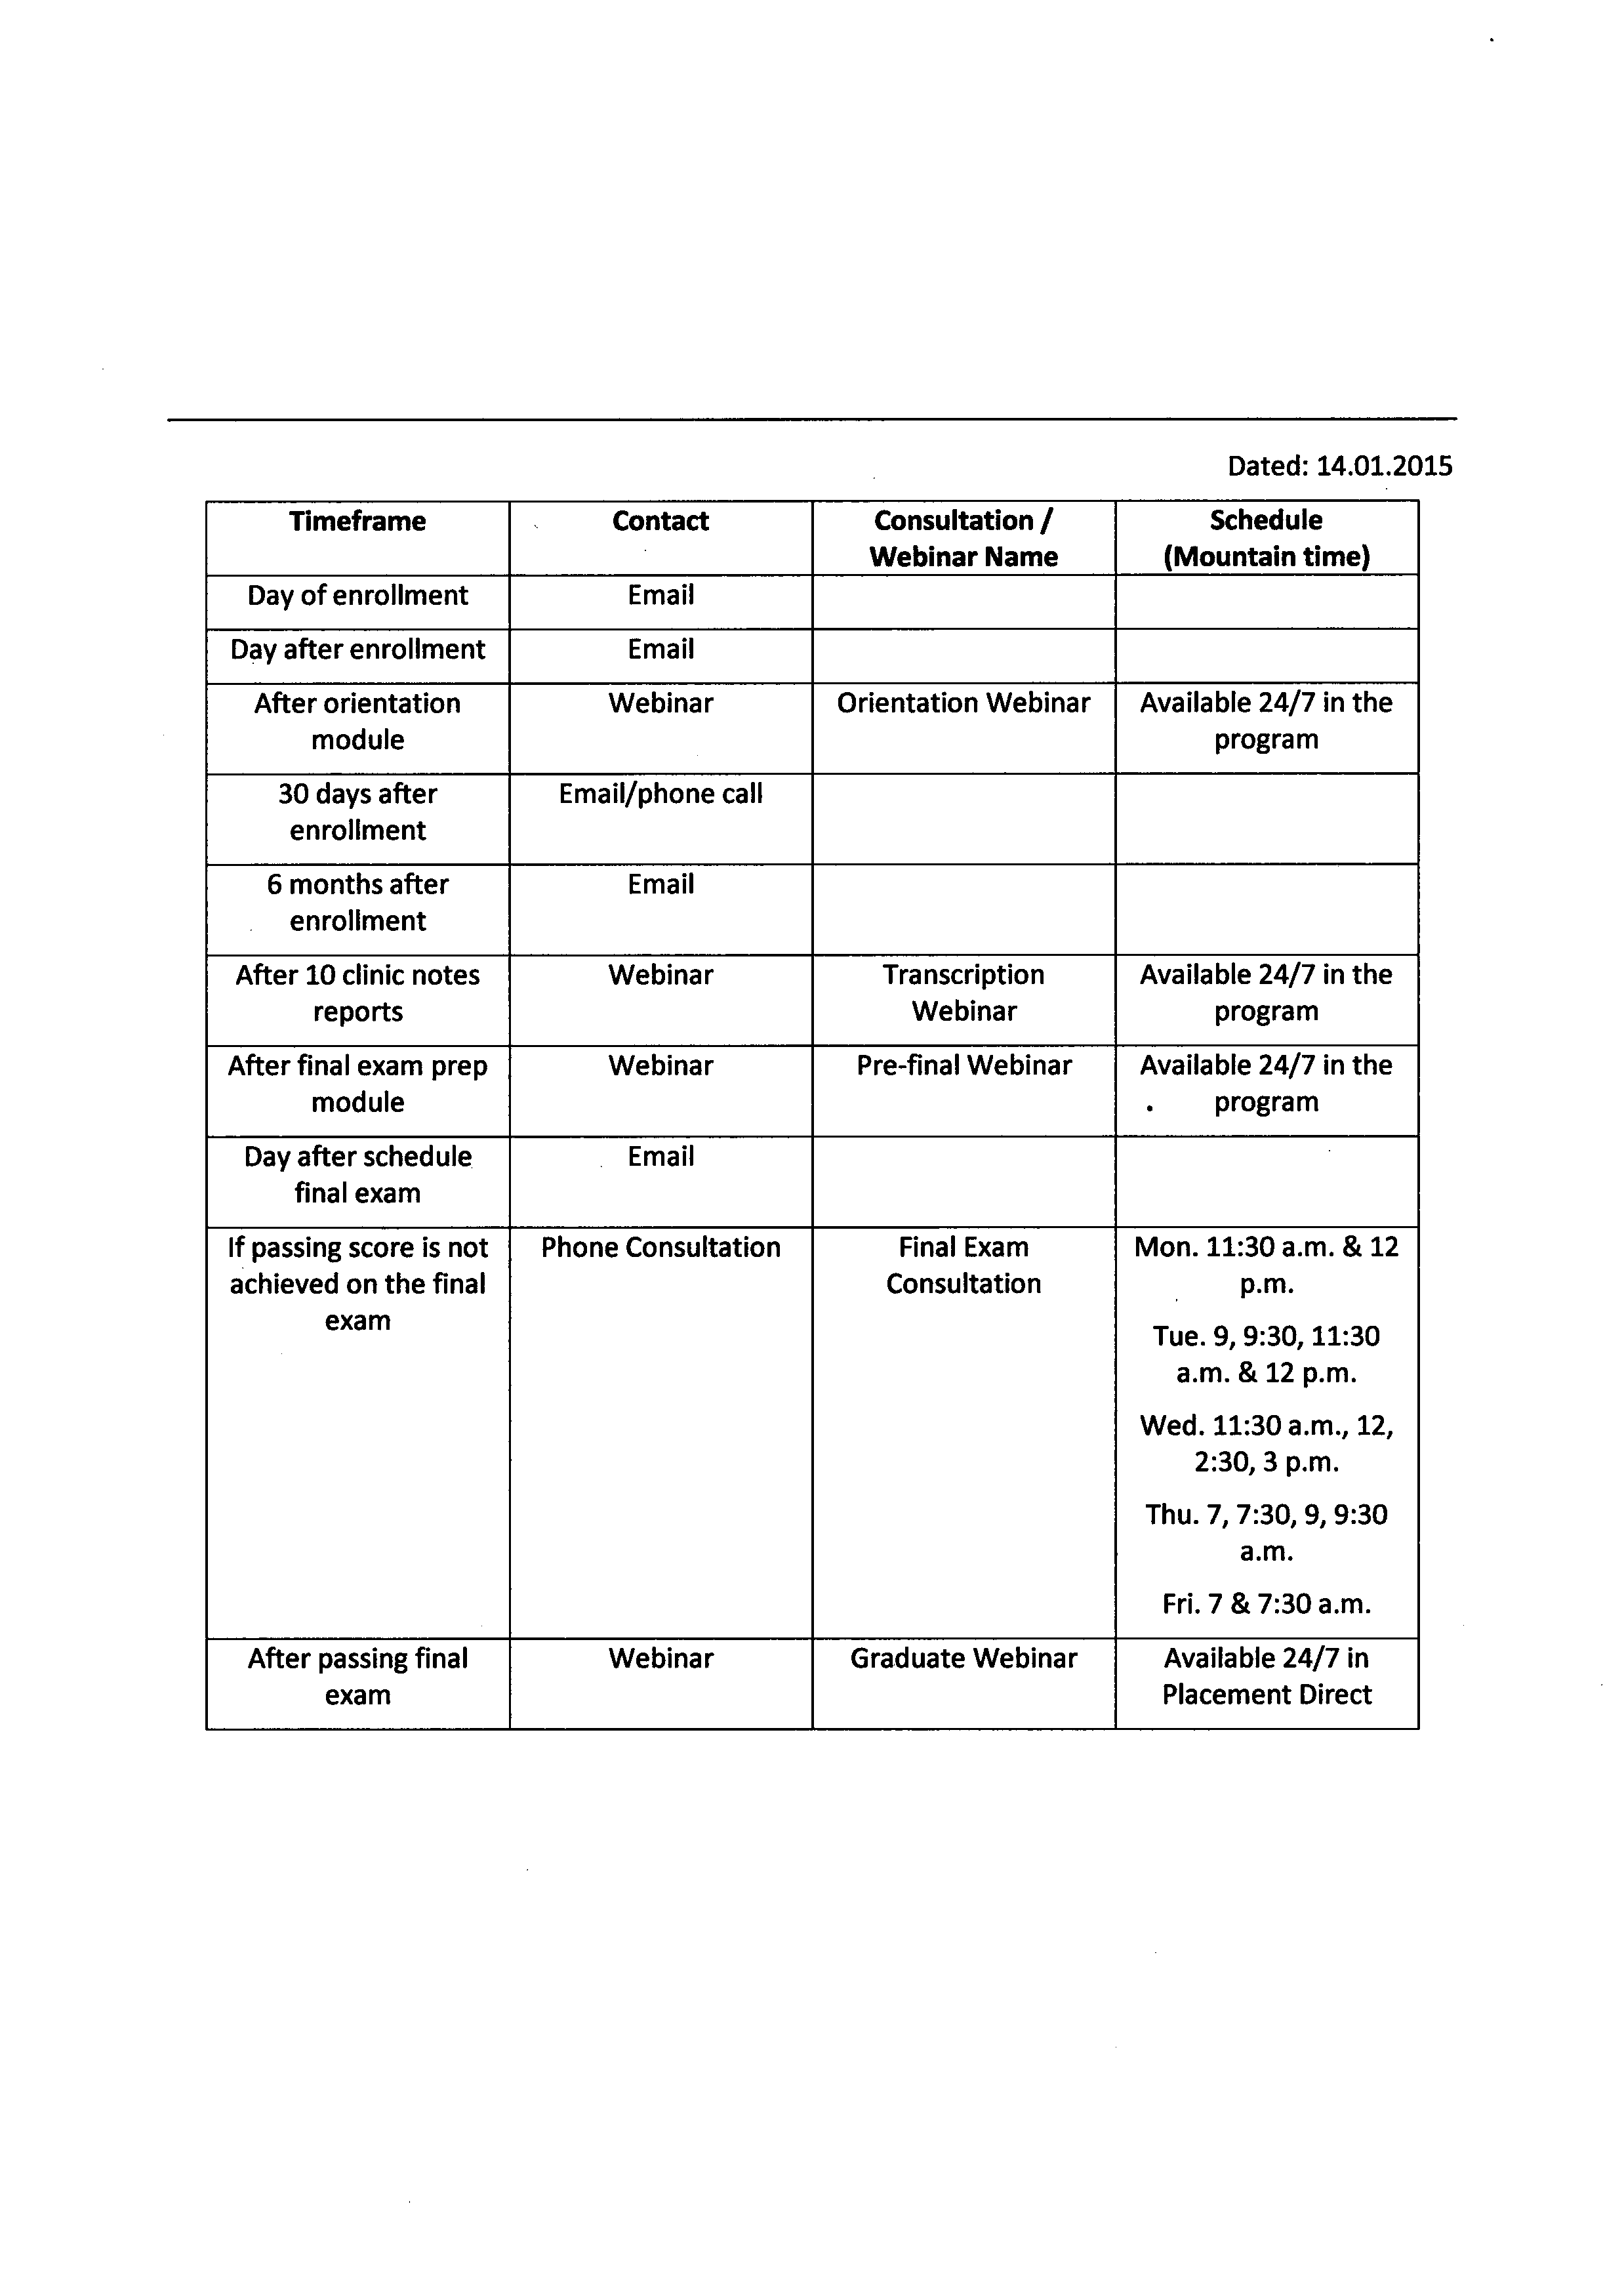 Dated: 14.01.2015
Timeframe
Contact
Consultation /
Webinar Name
Schedule
(Mountain time)
Day of enrollment
Email
Day after enrollment
Email
After orientation
module
Webinar
Orientation Webinar
Available 24/7 in the
program
30 days after
enrollment
Email/phone call
6 months after
enrollment
Email
After 10 clinic notes
reports
Webinar
Transcription
Webinar
Available 24/7 in the
program
After final exam prep
module
Webinar
Pre-final Webinar
Available 24/7 in the
program
Day after schedule
final exam
Email
If passing score is not
achieved on the final
exam
Phone Consultation
Final Exam
Consultation
Mon. 11:30 a.m. & 12
p.m.
Tue. 9, 9:30, 11:30
a.m. & 12 p.m.
Wed. 11:30 a.m., 12,
2:30, 3 p.m.
Thu. 7, 7:30, 9, 9:30
a.m.
Fri. 7 & 7:30 a.m.
After passing final
exam
Webinar
Graduate Webinar
Available 24/7 in
Placement Direct